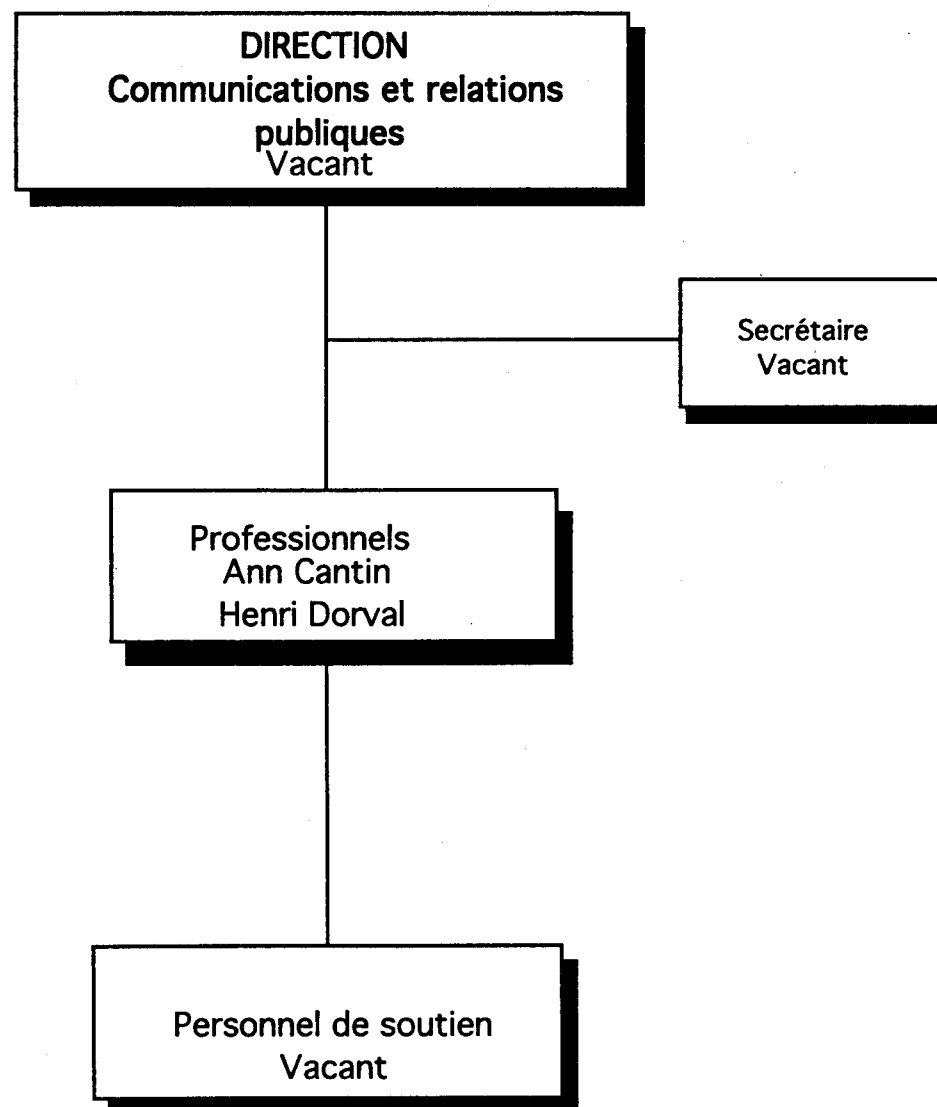 DIRECTION
Communications et relations
publiques
Vacant
Secrétaire
Vacant
Professionnels
Ann Cantin
Henri Dorval
Personnel de soutien
Vacant